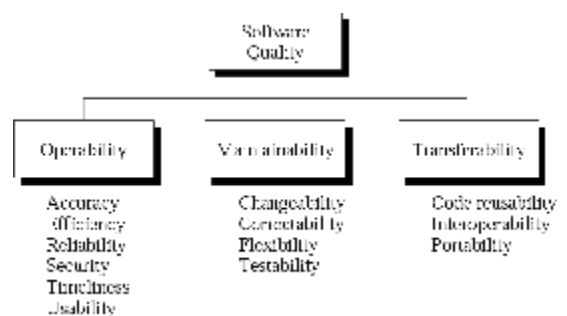 Software
Quality
Operability
Maintainability
Transferability
Accuracy
Efficiency
Reliability
Security
Timeliness
Usability
Changeability
Correctability
Flexibility
Testability
Code reusability
Interoperability
Portability